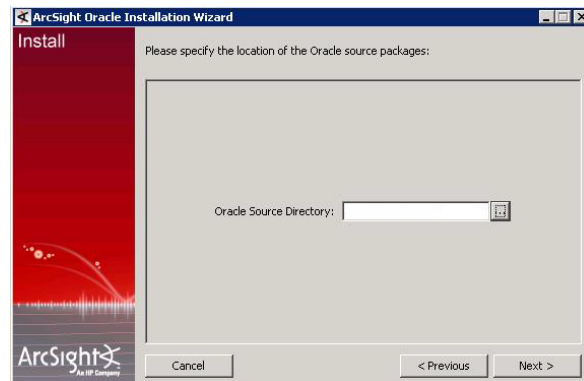 ArcSight Oracle Installation Wizard
Install
Please specify the location of the Oracle source packages:
Oracle Source Directory:
...
ArcSight
An HP Company
Cancel
< Previous
Next >